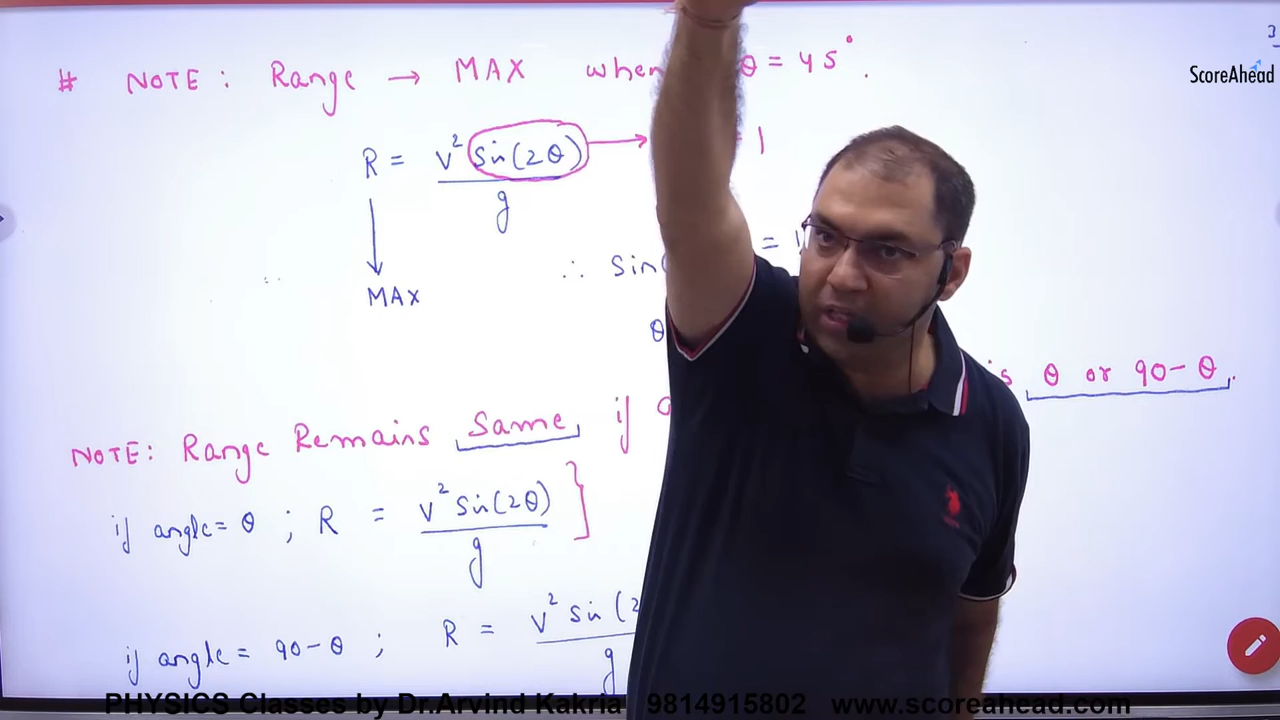 3
ScoreAhead
# NOTE: Range → MAX when θ = 45°.
R = v² sin(2θ) / g → 1
MAX
∴ sin( = 1
θ
NOTE: Range Remains Same if θ or 90-θ.
if angle = θ ; R = v² sin(2θ) / g
if angle = 90-θ ; R = v² sin (2 / g
PHYSICS Classes by Dr.Arvind Kakria 9814915802 www.scoreahead.com